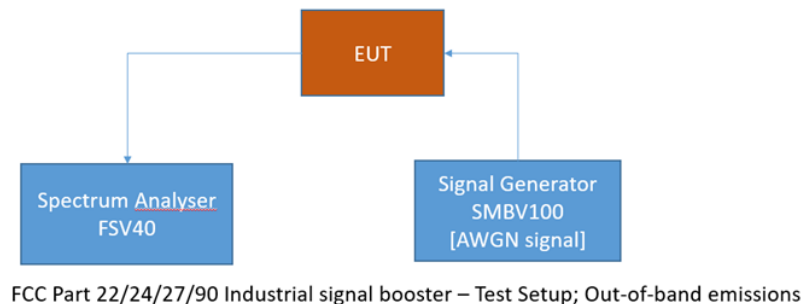 EUT
Spectrum Analyser
FSV40
Signal Generator
SMBV100
[AWGN signal]
FCC Part 22/24/27/90 Industrial signal booster – Test Setup; Out-of-band emissions